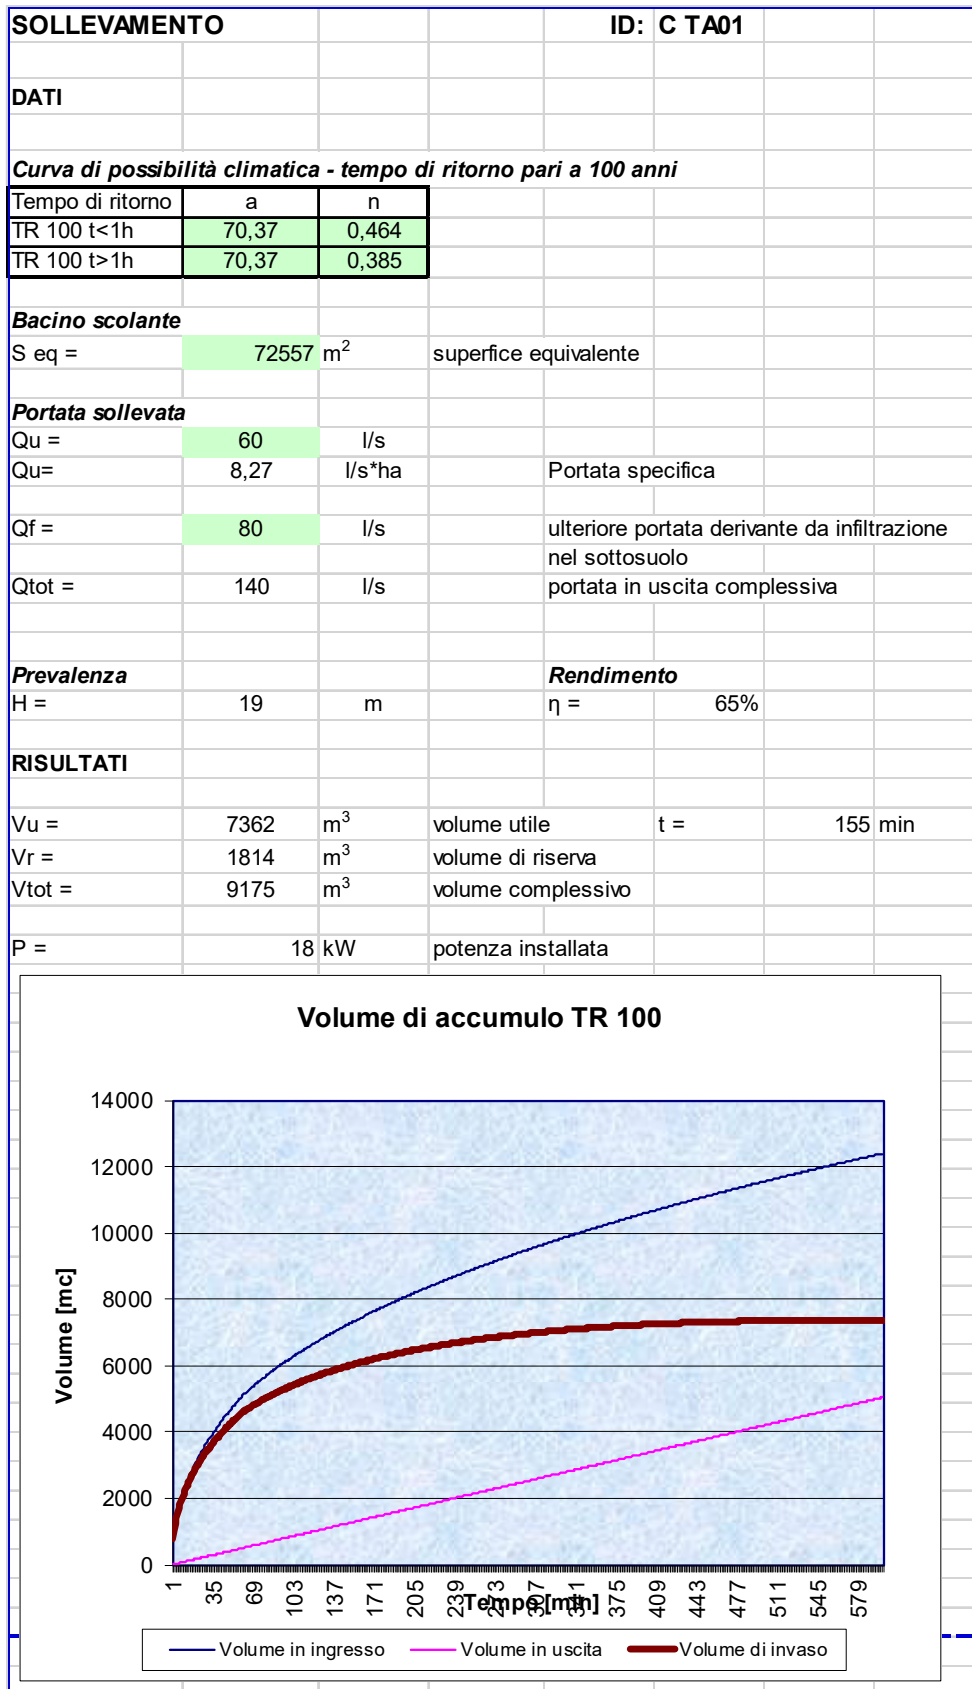 SOLLEVAMENTO ID: C TA01
DATI
Curva di possibilità climatica - tempo di ritorno pari a 100 anni
Tempo di ritorno a n
TR 100 t<1h 70,37 0,464
TR 100 t>1h 70,37 0,385
Bacino scolante
S eq = 72557 m² superfice equivalente
Portata sollevata
Qu = 60 l/s
Qu= 8,27 l/s*ha Portata specifica
Qf = 80 l/s ulteriore portata derivante da infiltrazione
nel sottosuolo
Qtot = 140 l/s portata in uscita complessiva
Prevalenza Rendimento
H = 19 m η = 65%
RISULTATI
Vu = 7362 m³ volume utile t = 155 min
Vr = 1814 m³ volume di riserva
Vtot = 9175 m³ volume complessivo
P = 18 kW potenza installata
Volume di accumulo TR 100
Volume [mc]
14000
12000
10000
8000
6000
4000
2000
0
1 35 69 103 137 171 205 239 273 307 341 375 409 443 477 511 545 579
Tempo [min]
Volume in ingresso Volume in uscita Volume di invaso